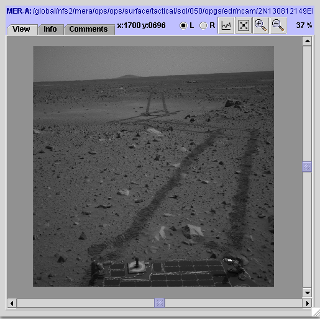 MER-A: /global/nfs2/mera/ops/ops/surface/tactical/sol/050/opgs/edr/ncam/2N130812149E
View Info Comments x:1700 y:0696 L R 37 %